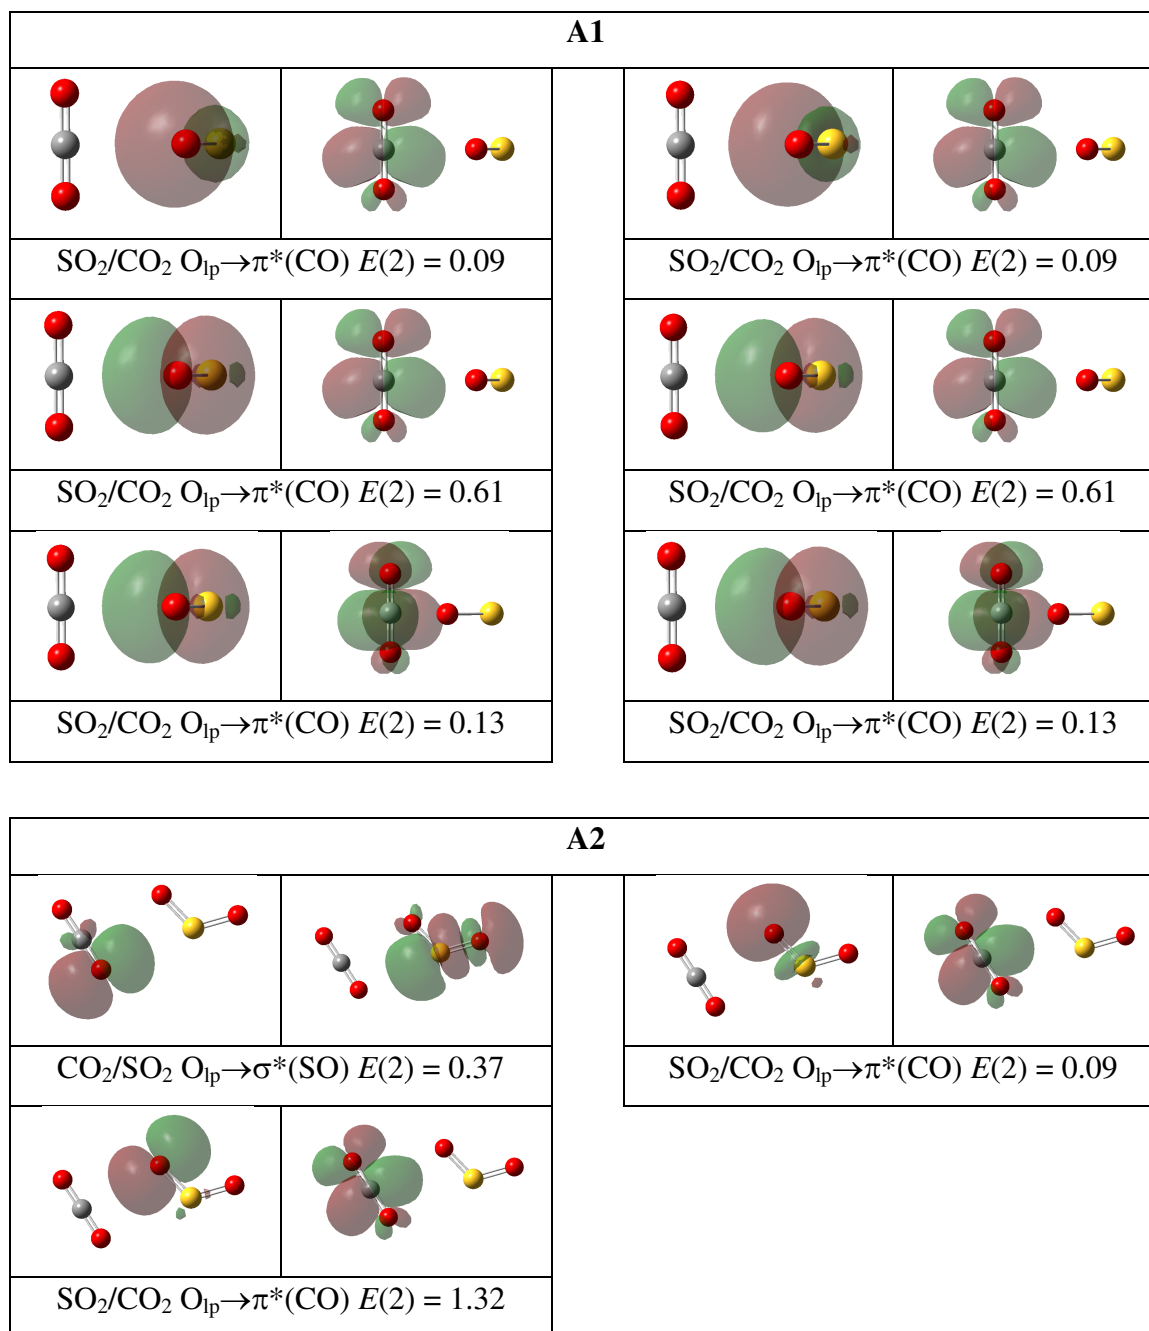 A1
SO₂/CO₂ Oₗₚ→π*(CO) E(2) = 0.09
SO₂/CO₂ Oₗₚ→π*(CO) E(2) = 0.09
SO₂/CO₂ Oₗₚ→π*(CO) E(2) = 0.61
SO₂/CO₂ Oₗₚ→π*(CO) E(2) = 0.61
SO₂/CO₂ Oₗₚ→π*(CO) E(2) = 0.13
SO₂/CO₂ Oₗₚ→π*(CO) E(2) = 0.13
A2
CO₂/SO₂ Oₗₚ→σ*(SO) E(2) = 0.37
SO₂/CO₂ Oₗₚ→π*(CO) E(2) = 0.09
SO₂/CO₂ Oₗₚ→π*(CO) E(2) = 1.32